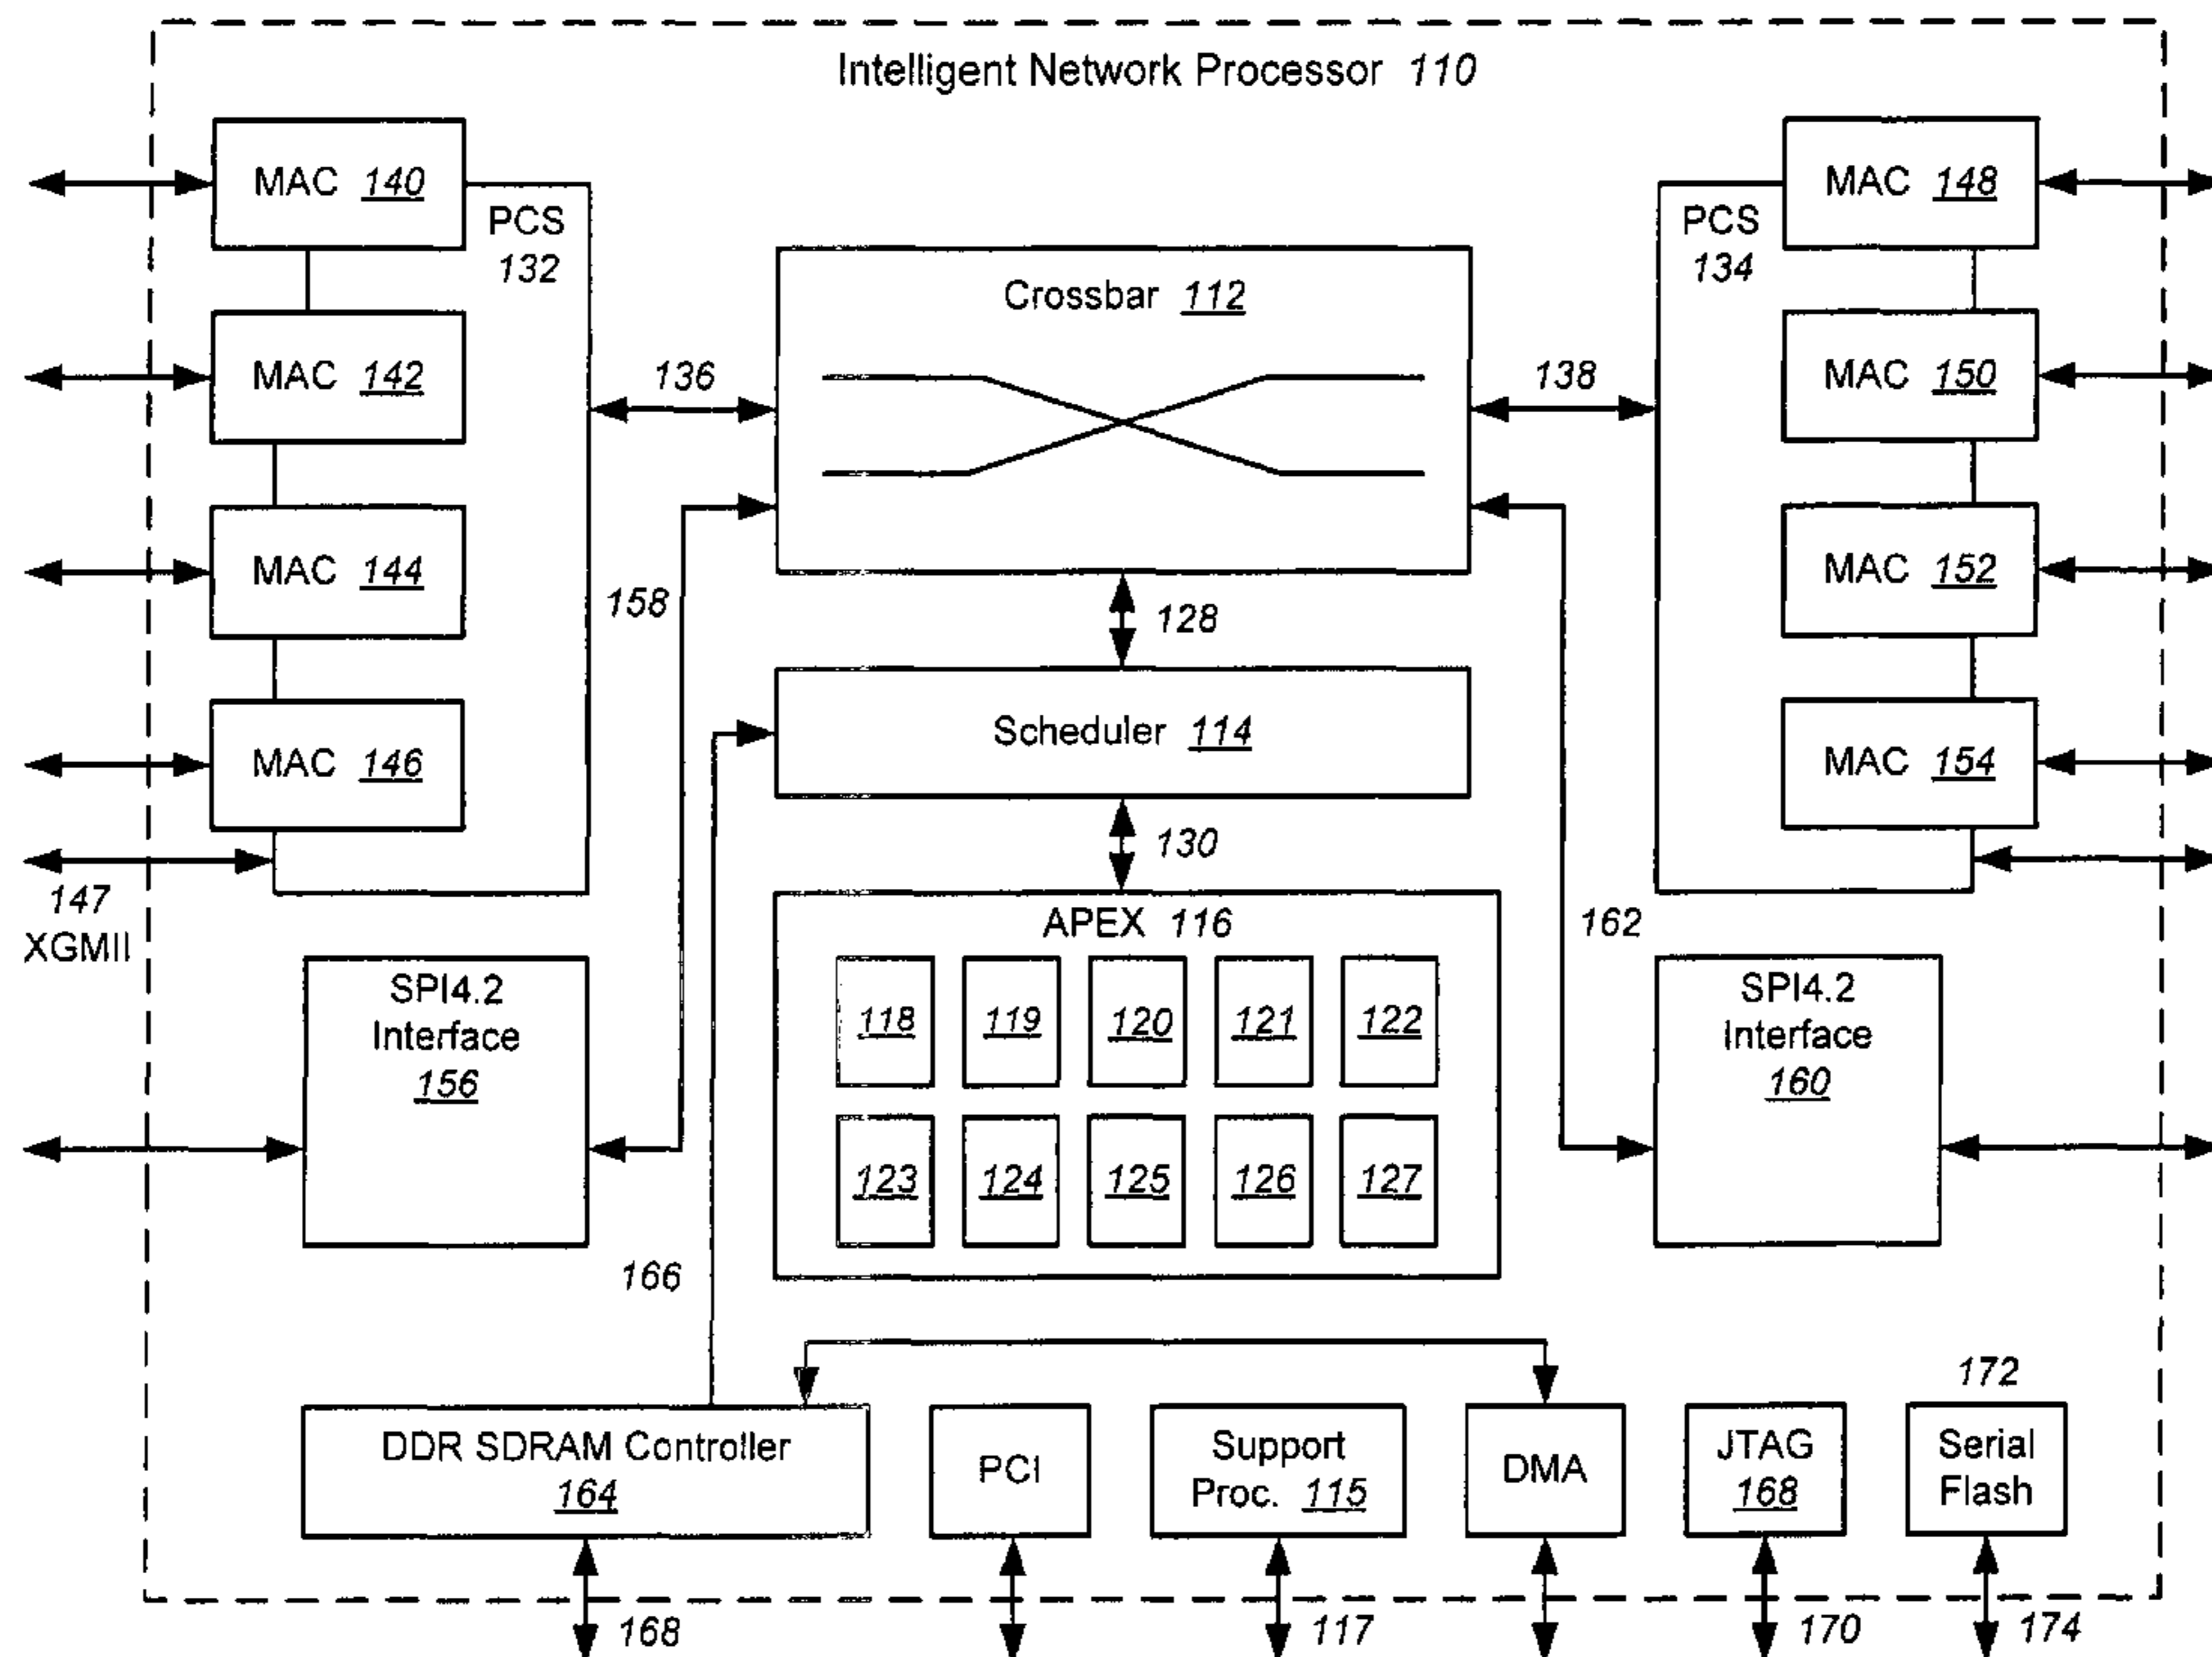 Intelligent Network Processor 110
MAC 140
PCS
132
MAC 142
MAC 144
MAC 146
147
XGMII
136
Crossbar 112
138
158
128
Scheduler 114
130
162
PCS
134
MAC 148
MAC 150
MAC 152
MAC 154
SPI4.2
Interface
156
APEX 116
118 119 120 121 122
123 124 125 126 127
SPI4.2
Interface
160
166
DDR SDRAM Controller
164
PCI
Support
Proc. 115
DMA
JTAG
168
172
Serial
Flash
168
117
170
174